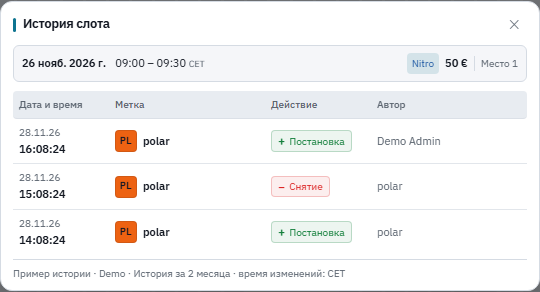 История слота
26 нояб. 2026 г. 09:00 – 09:30 CET Nitro 50 € Место 1
Дата и время Метка Действие Автор
28.11.26
16:08:24 PL polar + Постановка Demo Admin
28.11.26
15:08:24 PL polar – Снятие polar
28.11.26
14:08:24 PL polar + Постановка polar
Пример истории · Demo · История за 2 месяца · время изменений: CET